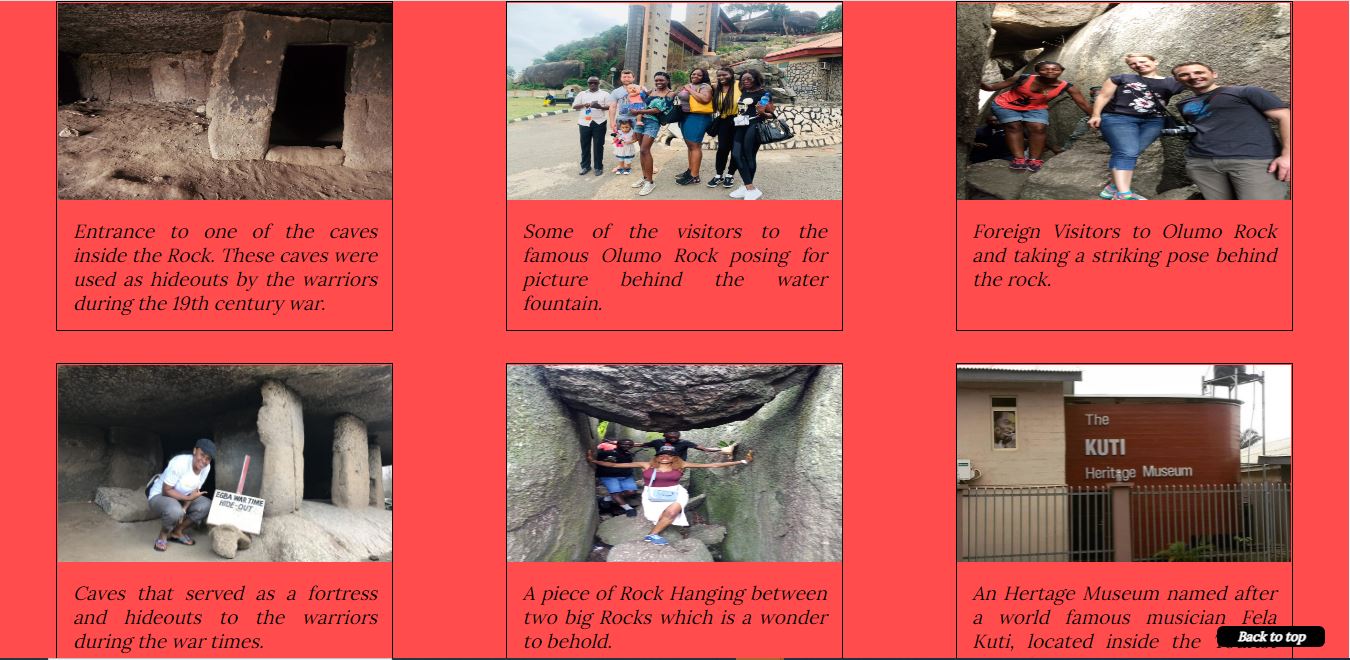 Entrance to one of the caves
inside the Rock. These caves were
used as hideouts by the warriors
during the 19th century war.
Some of the visitors to the
famous Olumo Rock posing for
picture behind the water
fountain.
Foreign Visitors to Olumo Rock
and taking a striking pose behind
the rock.
EGBA WAR TIME
HIDE-OUT
Caves that served as a fortress
and hideouts to the warriors
during the war times.
A piece of Rock Hanging between
two big Rocks which is a wonder
to behold.
The
KUTI
Heritage Museum
An Hertage Museum named after
a world famous musician Fela
Kuti, located inside the
Back to top